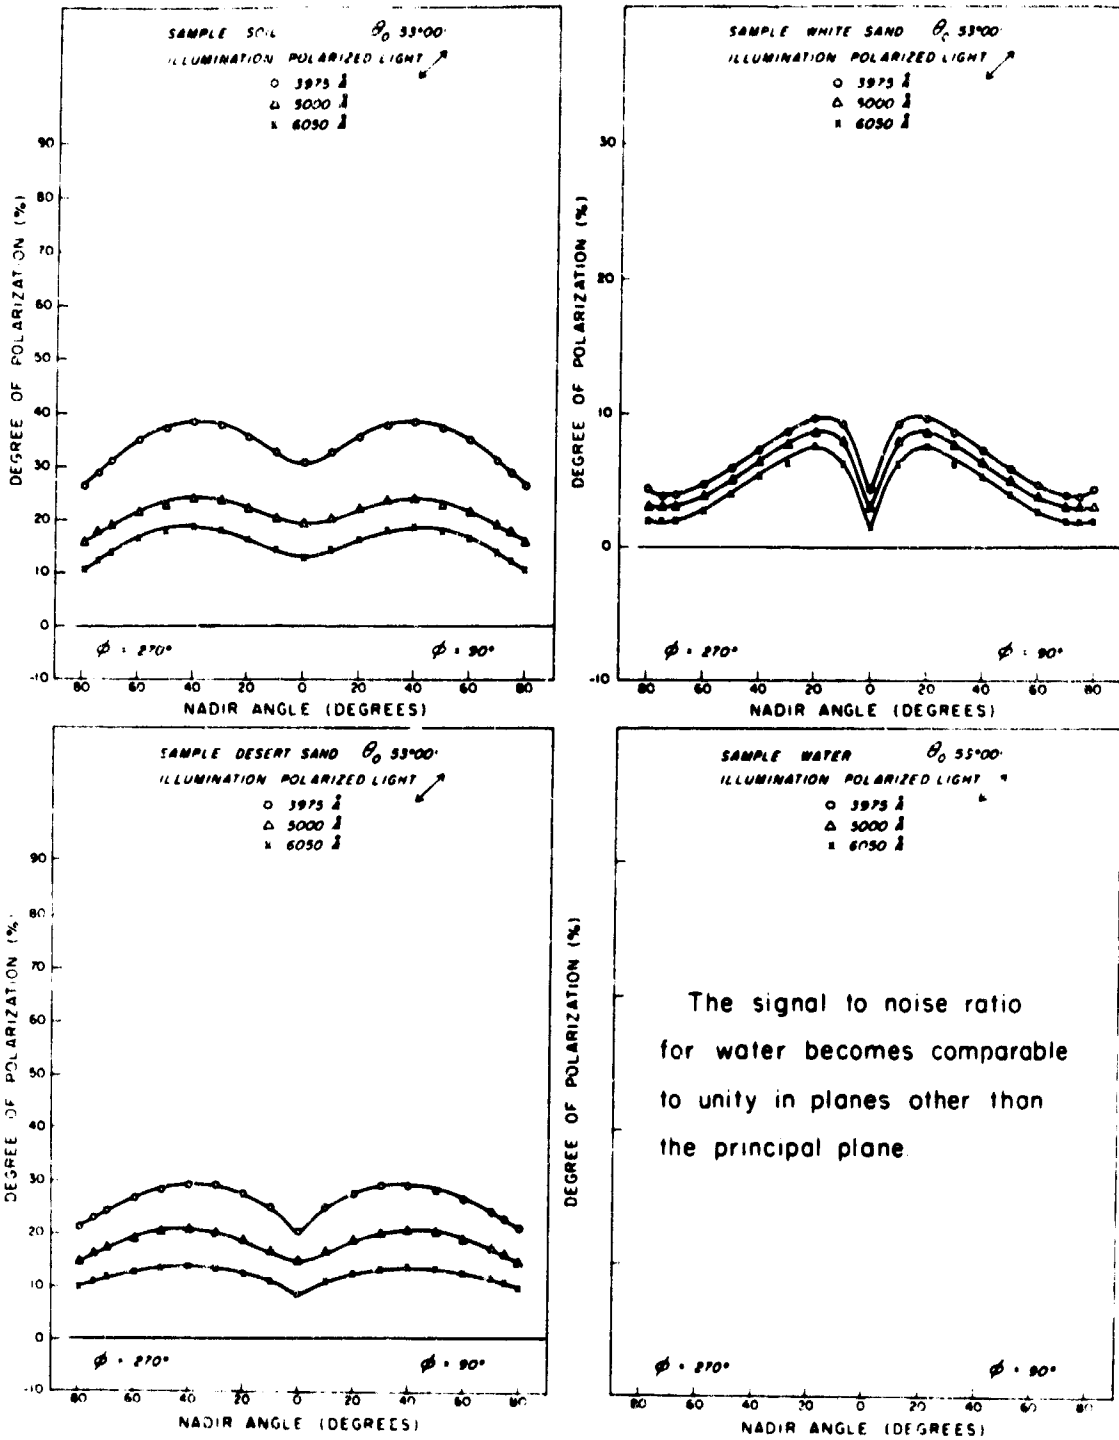 SAMPLE SOIL θ₀ 53°00'
ILLUMINATION POLARIZED LIGHT
○ 3975 Å
△ 5000 Å
x 6050 Å
DEGREE OF POLARIZATION (%)
90
80
70
60
50
40
30
20
10
0
-10
ϕ = 270°
ϕ = 90°
80 60 40 20 0 20 40 60 80
NADIR ANGLE (DEGREES)
SAMPLE WHITE SAND θ₀ 53°00'
ILLUMINATION POLARIZED LIGHT
○ 3975 Å
△ 5000 Å
x 6050 Å
DEGREE OF POLARIZATION (%)
30
20
10
0
-10
ϕ = 270°
ϕ = 90°
80 60 40 20 0 20 40 60 80
NADIR ANGLE (DEGREES)
SAMPLE DESERT SAND θ₀ 53°00'
ILLUMINATION POLARIZED LIGHT
○ 3975 Å
△ 5000 Å
x 6050 Å
DEGREE OF POLARIZATION (%)
90
80
70
60
50
40
30
20
10
0
-10
ϕ = 270°
ϕ = 90°
80 60 40 20 0 20 40 60 80
NADIR ANGLE (DEGREES)
SAMPLE WATER θ₀ 53°00'
ILLUMINATION POLARIZED LIGHT
○ 3975 Å
△ 5000 Å
x 6050 Å
DEGREE OF POLARIZATION (%)
The signal to noise ratio
for water becomes comparable
to unity in planes other than
the principal plane.
ϕ = 270°
ϕ = 90°
80 60 40 20 0 20 40 60 80
NADIR ANGLE (DEGREES)